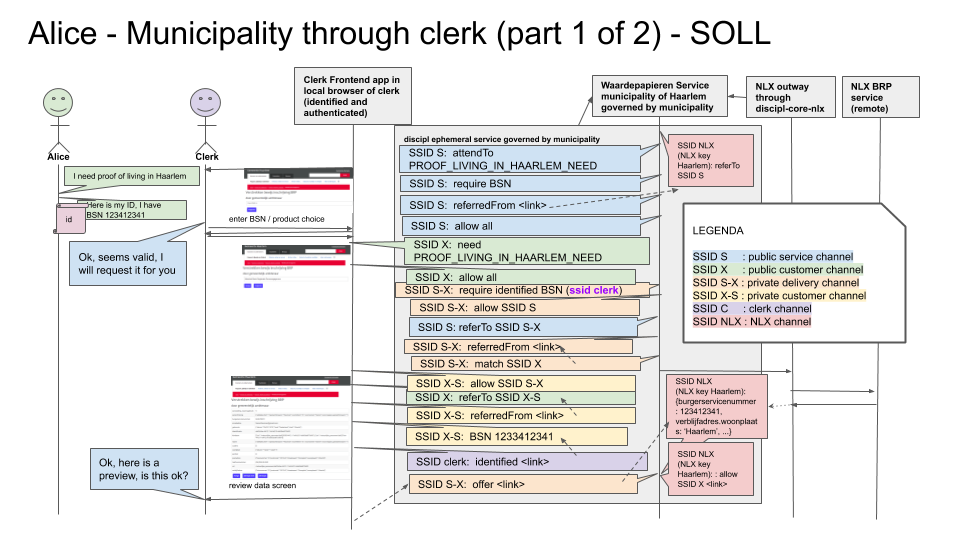 Alice - Municipality through clerk (part 1 of 2) - SOLL
Clerk Frontend app in
local browser of clerk
(identified and
authenticated)
Waardepapieren Service
municipality of Haarlem
governed by municipality
NLX outway
through
discipl-core-nlx
NLX BRP
service
(remote)
Alice
Clerk
discipl ephemeral service governed by municipality
I need proof of living in Haarlem
Here is my ID, I have
BSN 123412341
id
Ok, seems valid, I
will request it for you
enter BSN / product choice
Ok, here is a
preview, is this ok?
review data screen
SSID S: attendTo
PROOF_LIVING_IN_HAARLEM_NEED
SSID S: require BSN
SSID S: referredFrom <link>
SSID S: allow all
SSID X: need
PROOF_LIVING_IN_HAARLEM_NEED
SSID X: allow all
SSID S-X: require identified BSN (ssid clerk)
SSID S-X: allow SSID S
SSID S: referTo SSID S-X
SSID S-X: referredFrom <link>
SSID S-X: match SSID X
SSID X-S: allow SSID S-X
SSID X: referTo SSID X-S
SSID X-S: referredFrom <link>
SSID X-S: BSN 1233412341
SSID clerk: identified <link>
SSID S-X: offer <link>
SSID NLX
(NLX key
Haarlem): referTo
SSID S
LEGENDA
SSID S : public service channel
SSID X : public customer channel
SSID S-X : private delivery channel
SSID X-S : private customer channel
SSID C : clerk channel
SSID NLX : NLX channel
SSID NLX
(NLX key Haarlem):
{burgerservicenummer
: 123412341,
verblijfadres.woonplaat
s: 'Haarlem', ...}
SSID NLX
(NLX key
Haarlem): : allow
SSID X <link>